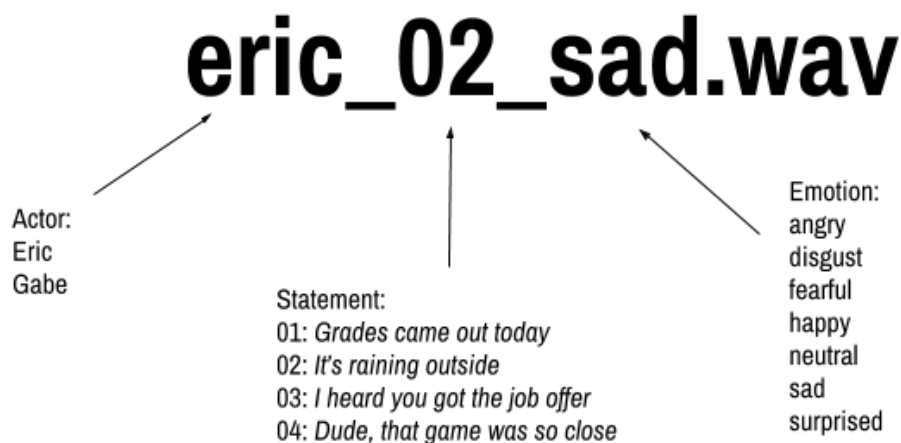 eric_02_sad.wav
Actor:
Eric
Gabe
Statement:
01: Grades came out today
02: It's raining outside
03: I heard you got the job offer
04: Dude, that game was so close
Emotion:
angry
disgust
fearful
happy
neutral
sad
surprised